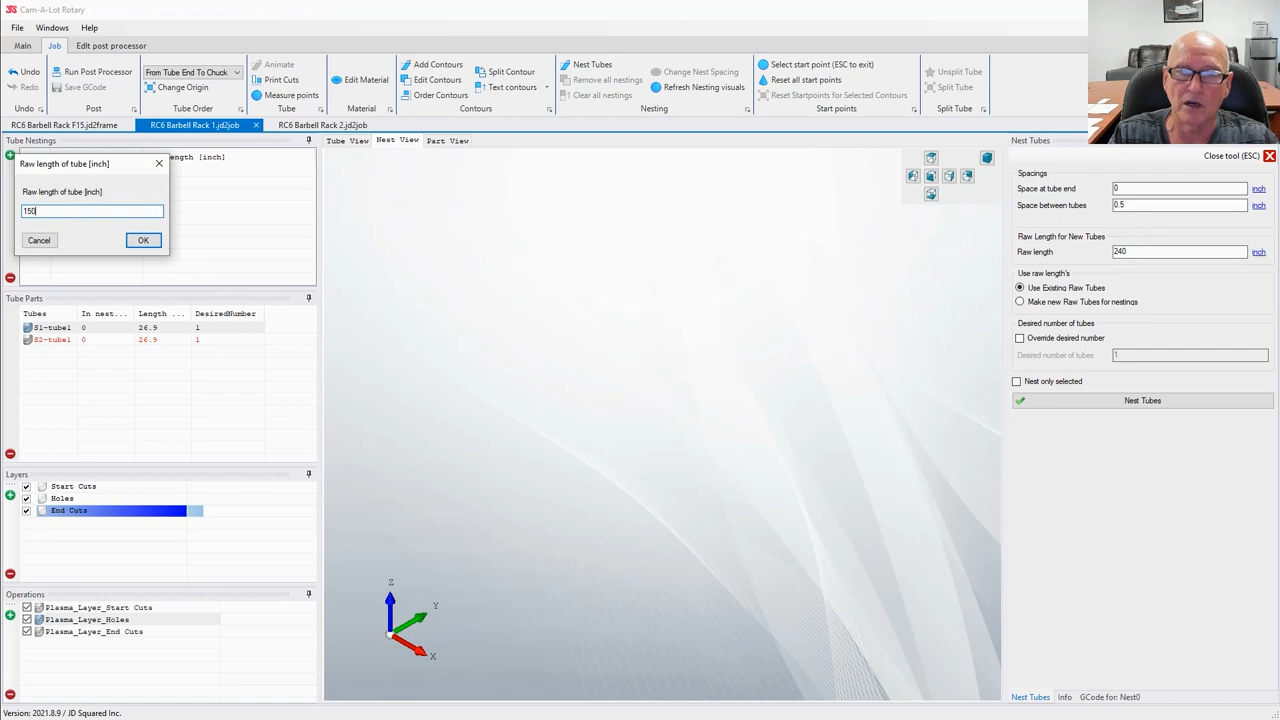 Cam-A-Lot Rotary
File Windows Help
Main Job Edit post processor
Undo Run Post Processor From Tube End To Chuck Animate Add Contours Split Contour Nest Tubes Change Nest Spacing Select start point (ESC to exit) Unsplit Tube
Redo Save GCode Change Origin Print Cuts Edit Material Edit Contours Text contours Remove all nestings Refresh Nesting visuals Reset all start points Split Tube
Measure points Order Contours Clear all nestings Reset Startpoints for Selected Contours
Undo Post Tube Order Tube Material Contours Nesting Start points Split Tube
RC6 Barbell Rack F15.jd2frame RC6 Barbell Rack 1.jd2job RC6 Barbell Rack 2.jd2job
Tube Nestings Tube View Nest View Part View Nest Tubes
Raw length of tube [inch] length [inch] Close tool (ESC)
Raw length of tube [inch]
150
Cancel OK
Spacings
Space at tube end 0 inch
Space between tubes 0.5 inch
Raw Length for New Tubes
Raw length 240 inch
Use raw length's
Use Existing Raw Tubes
Make new Raw Tubes for nestings
Desired number of tubes
Override desired number
Desired number of tubes 1
Nest only selected
Nest Tubes
Tube Parts
Tubes In nest... Length ... DesiredNumber
S1-tube1 0 26.9 1
S2-tube1 0 26.9 1
Layers
Start Cuts
Holes
End Cuts
Operations
Plasma_Layer_Start Cuts
Plasma_Layer_Holes
Plasma_Layer_End Cuts
Z
Y
X
Nest Tubes Info GCode for: Nest0
Version: 2021.8.9 / JD Squared Inc.